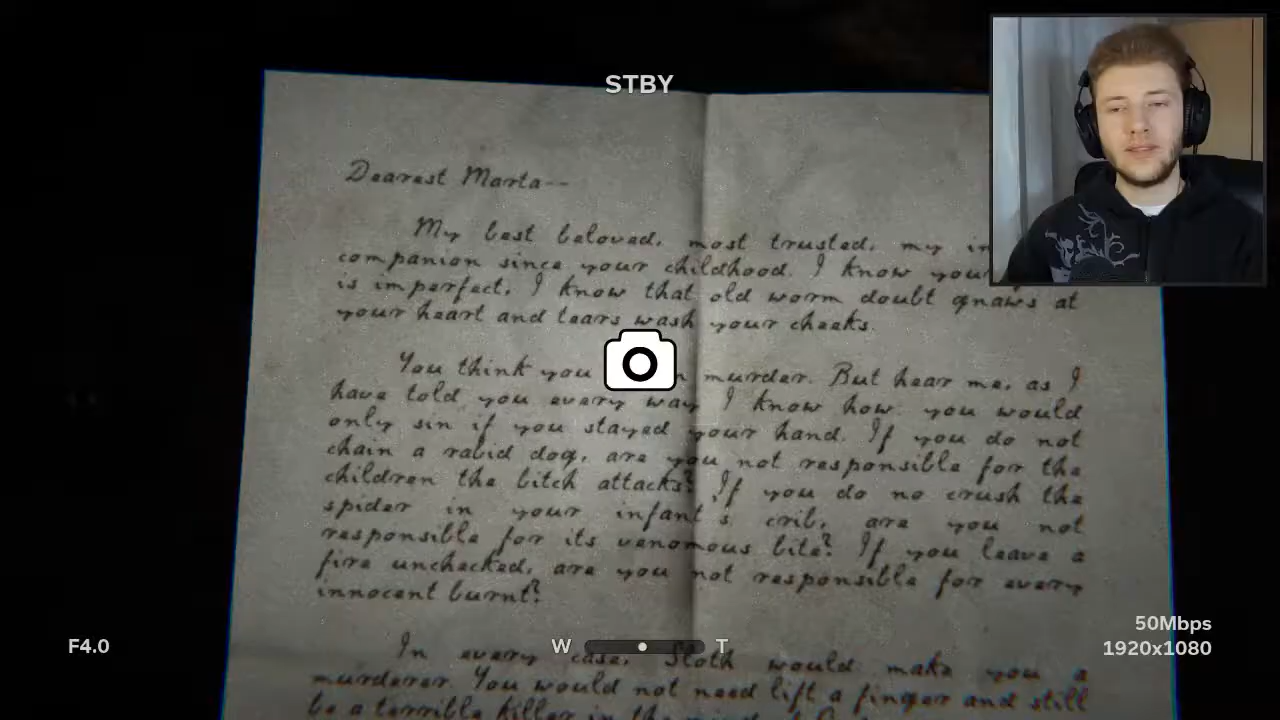 STBY
Dearest Marta--
My best beloved, most trusted, my
companion since your childhood. I know your
is imperfect. I know that old worm doubt gnaws at
your heart and tears wash your cheeks.
You think you murder. But hear me, as I
have told you every way I know how: you would
only sin if you stayed your hand. If you do not
chain a rabid dog, are you not responsible for the
children the bitch attacks? If you do no crush the
spider in your infant's crib, are you not
responsible for its venomous bite? If you leave a
fire unchecked, are you not responsible for every
innocent burnt?
In every case, Sloth would make you a
murderer. You would not need lift a finger and still
be a terrible killer in the
F4.0
W T
50Mbps
1920x1080